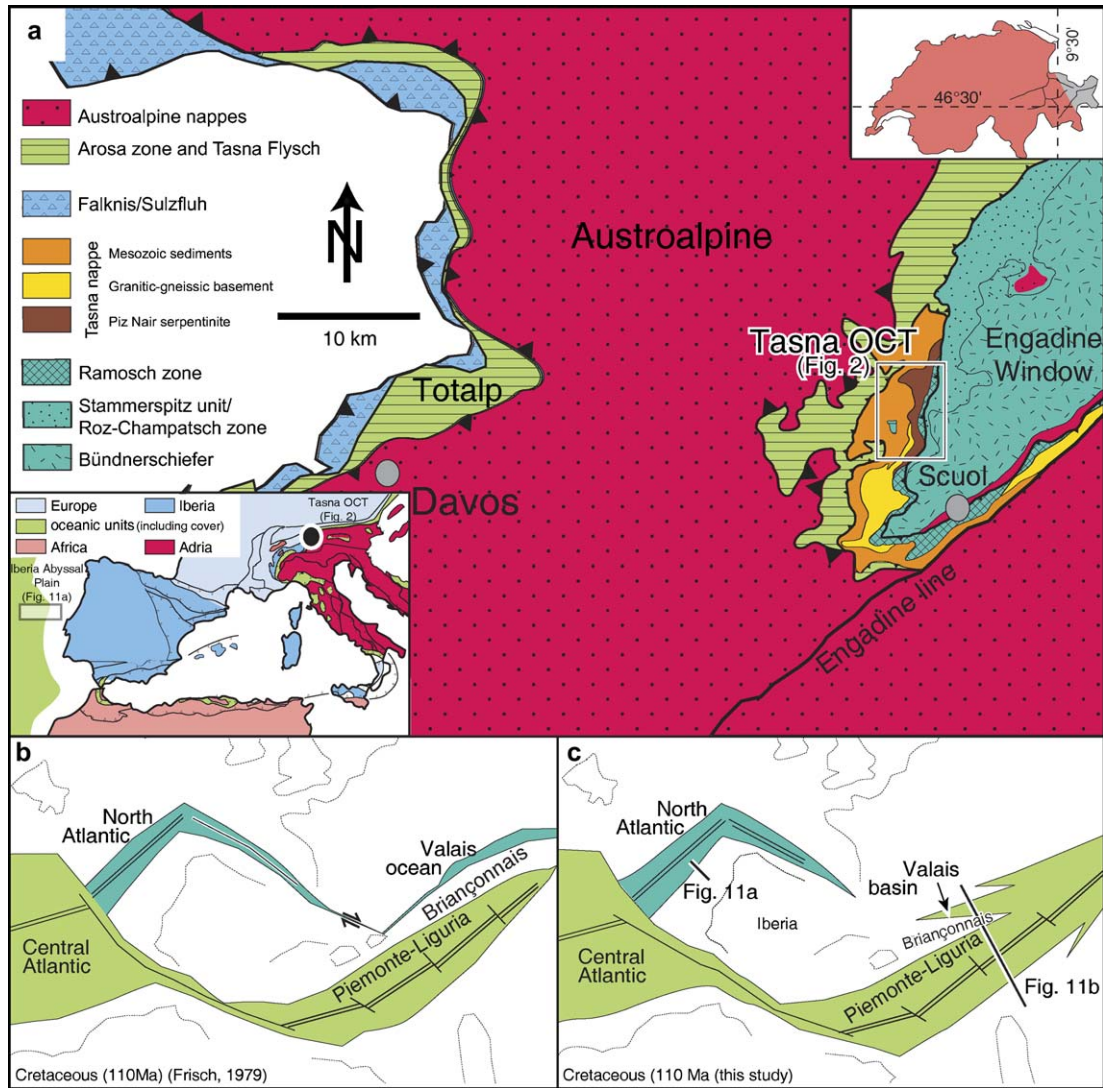 a
Austroalpine nappes
Arosa zone and Tasna Flysch
Falknis/Sulzfluh
Tasna nappe
Mesozoic sediments
Granitic-gneissic basement
Piz Nair serpentinite
Ramosch zone
Stammerspitz unit/
Roz-Champatsch zone
Bündnerschiefer
N
10 km
Austroalpine
46°30'
9°30'
Tasna OCT
(Fig. 2)
Engadine
Window
Totalp
Davos
Scuol
Engadine line
Europe
Iberia
oceanic units (including cover)
Africa
Adria
Tasna OCT
(Fig. 2)
Iberia Abyssal
Plain
(Fig. 11a)
b
North
Atlantic
Valais
ocean
Briançonnais
Central
Atlantic
Piemonte-Liguria
Cretaceous (110Ma) (Frisch, 1979)
c
North
Atlantic
Fig. 11a
Valais
basin
Iberia
Briançonnais
Central
Atlantic
Piemonte-Liguria
Fig. 11b
Cretaceous (110 Ma (this study)